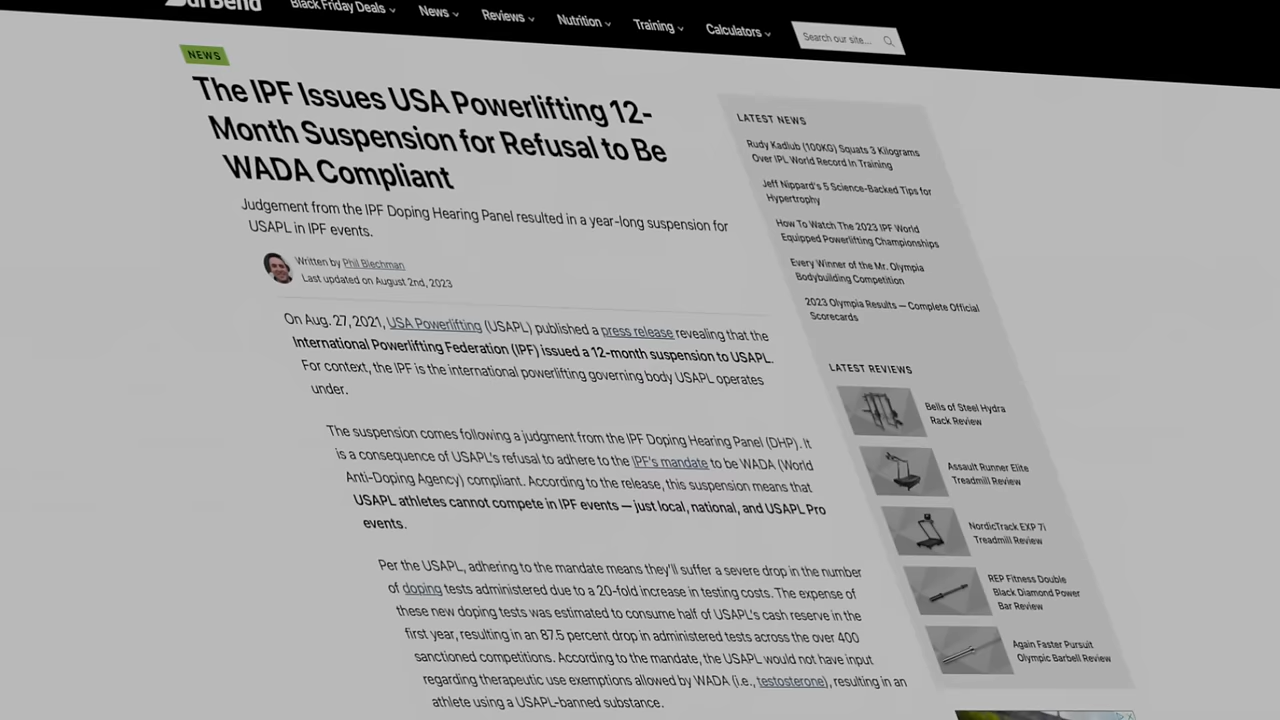 BarBend
Black Friday Deals
News
Reviews
Nutrition
Training
Calculators
Search our site...
NEWS
The IPF Issues USA Powerlifting 12-
Month Suspension for Refusal to Be
WADA Compliant
Judgement from the IPF Doping Hearing Panel resulted in a year-long suspension for
USAPL in IPF events.
Written by Phil Blechman
Last updated on August 2nd, 2023
On Aug. 27, 2021, USA Powerlifting (USAPL) published a press release revealing that the
International Powerlifting Federation (IPF) issued a 12-month suspension to USAPL.
For context, the IPF is the international powerlifting governing body USAPL operates
under.
The suspension comes following a judgment from the IPF Doping Hearing Panel (DHP). It
is a consequence of USAPL's refusal to adhere to the IPF's mandate to be WADA (World
Anti-Doping Agency) compliant. According to the release, this suspension means that
USAPL athletes cannot compete in IPF events — just local, national, and USAPL Pro
events.
Per the USAPL, adhering to the mandate means they'll suffer a severe drop in the number
of doping tests administered due to a 20-fold increase in testing costs. The expense of
these new doping tests was estimated to consume half of USAPL's cash reserve in the
first year, resulting in an 87.5 percent drop in administered tests across the over 400
sanctioned competitions. According to the mandate, the USAPL would not have input
regarding therapeutic use exemptions allowed by WADA (i.e., testosterone), resulting in an
athlete using a USAPL-banned substance.
LATEST NEWS
Rudy Kadlub (100KG) Squats 3 Kilograms
Over IPL World Record In Training
Jeff Nippard's 5 Science-Backed Tips for
Hypertrophy
How To Watch The 2023 IPF World
Equipped Powerlifting Championships
Every Winner of the Mr. Olympia
Bodybuilding Competition
2023 Olympia Results — Complete Official
Scorecards
LATEST REVIEWS
Bells of Steel Hydra
Rack Review
Assault Runner Elite
Treadmill Review
NordicTrack EXP 7i
Treadmill Review
REP Fitness Double
Black Diamond Power
Bar Review
Again Faster Pursuit
Olympic Barbell Review